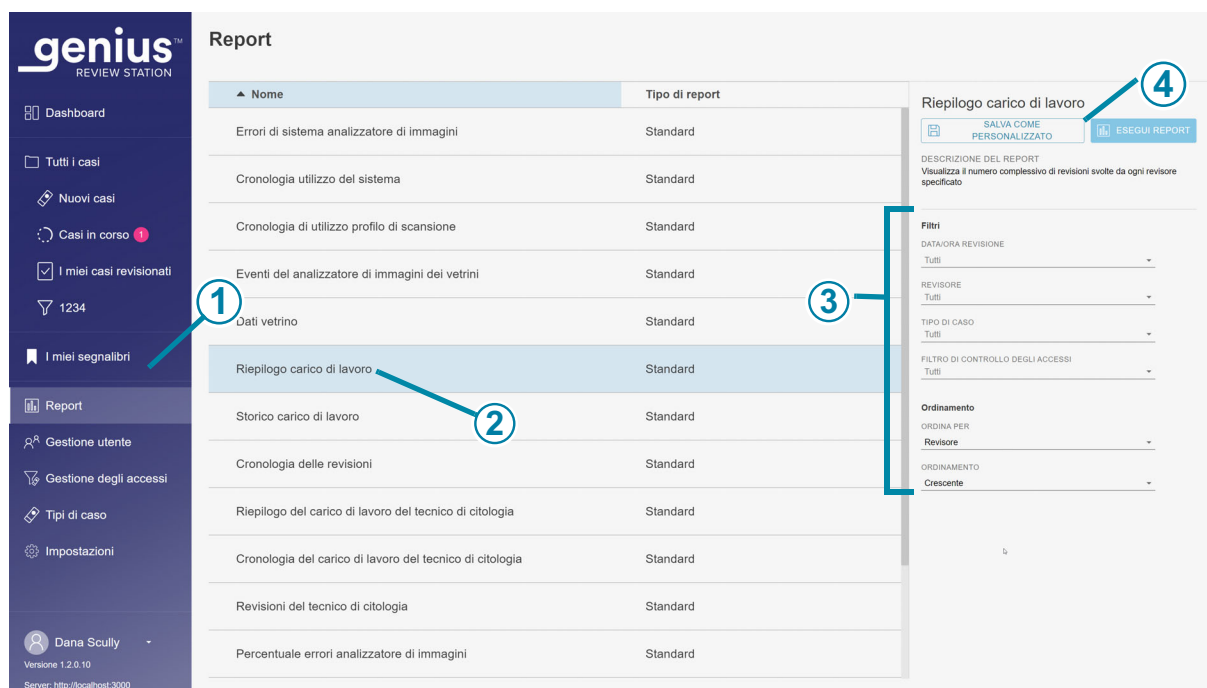 genius™
REVIEW STATION
Dashboard
Tutti i casi
Nuovi casi
Casi in corso 1
I miei casi revisionati
1234
I miei segnalibri
Report
Gestione utente
Gestione degli accessi
Tipi di caso
Impostazioni
Dana Scully
Versione 1.2.0.10
Server: http://localhost:3000
Report
Nome Tipo di report
Errori di sistema analizzatore di immagini Standard
Cronologia utilizzo del sistema Standard
Cronologia di utilizzo profilo di scansione Standard
Eventi del analizzatore di immagini dei vetrini Standard
Dati vetrino Standard
Riepilogo carico di lavoro Standard
Storico carico di lavoro Standard
Cronologia delle revisioni Standard
Riepilogo del carico di lavoro del tecnico di citologia Standard
Cronologia del carico di lavoro del tecnico di citologia Standard
Revisioni del tecnico di citologia Standard
Percentuale errori analizzatore di immagini Standard
1
2
3
4
Riepilogo carico di lavoro
SALVA COME
PERSONALIZZATO
ESEGUI REPORT
DESCRIZIONE DEL REPORT
Visualizza il numero complessivo di revisioni svolte da ogni revisore
specificato
Filtri
DATA/ORA REVISIONE
Tutti
REVISORE
Tutti
TIPO DI CASO
Tutti
FILTRO DI CONTROLLO DEGLI ACCESSI
Tutti
Ordinamento
ORDINA PER
Revisore
ORDINAMENTO
Crescente